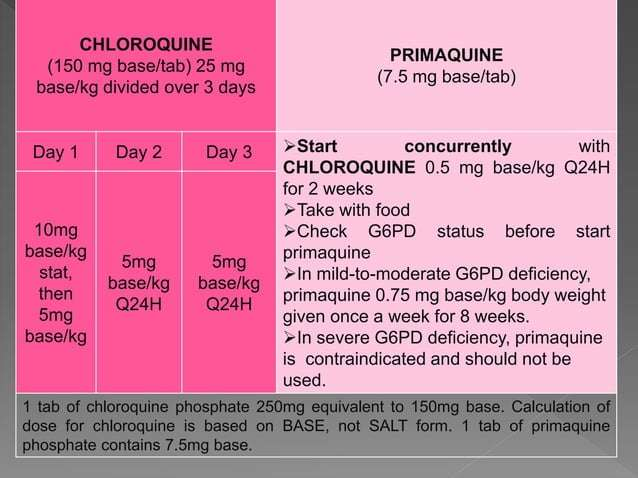 CHLOROQUINE
(150 mg base/tab) 25 mg
base/kg divided over 3 days
PRIMAQUINE
(7.5 mg base/tab)
Day 1
Day 2
Day 3
10mg
base/kg
stat,
then
5mg
base/kg
5mg
base/kg
Q24H
5mg
base/kg
Q24H
➢Start concurrently with
CHLOROQUINE 0.5 mg base/kg Q24H
for 2 weeks
➢Take with food
➢Check G6PD status before start
primaquine
➢In mild-to-moderate G6PD deficiency,
primaquine 0.75 mg base/kg body weight
given once a week for 8 weeks.
➢In severe G6PD deficiency, primaquine
is contraindicated and should not be
used.
1 tab of chloroquine phosphate 250mg equivalent to 150mg base. Calculation of
dose for chloroquine is based on BASE, not SALT form. 1 tab of primaquine
phosphate contains 7.5mg base.